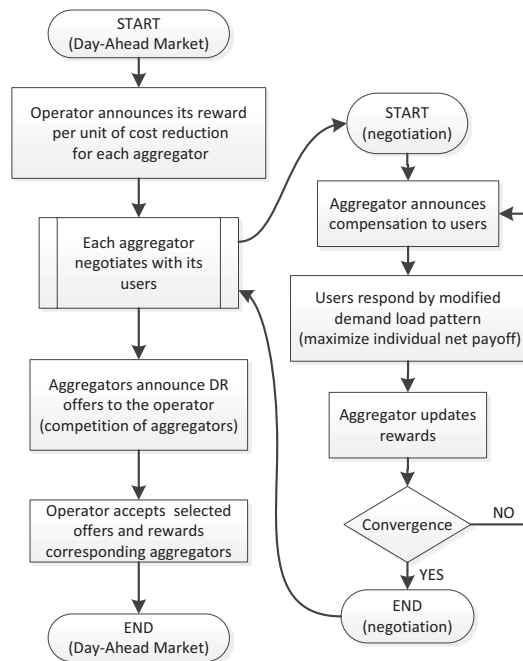 START
(Day-Ahead Market)
Operator announces its reward
per unit of cost reduction
for each aggregator
Each aggregator
negotiates with its
users
Aggregators announce DR
offers to the operator
(competition of aggregators)
Operator accepts selected
offers and rewards
corresponding aggregators
END
(Day-Ahead Market)
START
(negotiation)
Aggregator announces
compensation to users
Users respond by modified
demand load pattern
(maximize individual net payoff)
Aggregator updates
rewards
Convergence
NO
YES
END
(negotiation)